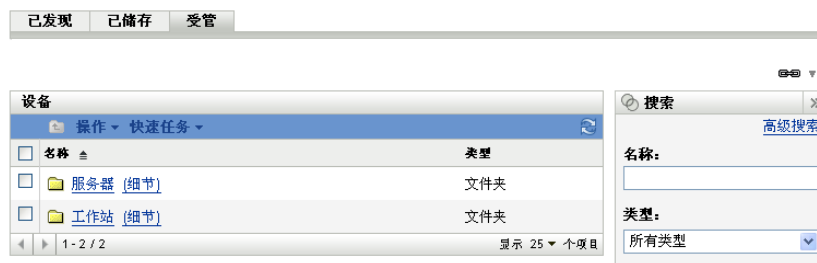 已发现 已储存 受管
设备
操作 快速任务
名称 类型
服务器 (细节) 文件夹
工作站 (细节) 文件夹
1 - 2 / 2 显示 25 个项目
搜索
高级搜索
名称:
类型:
所有类型